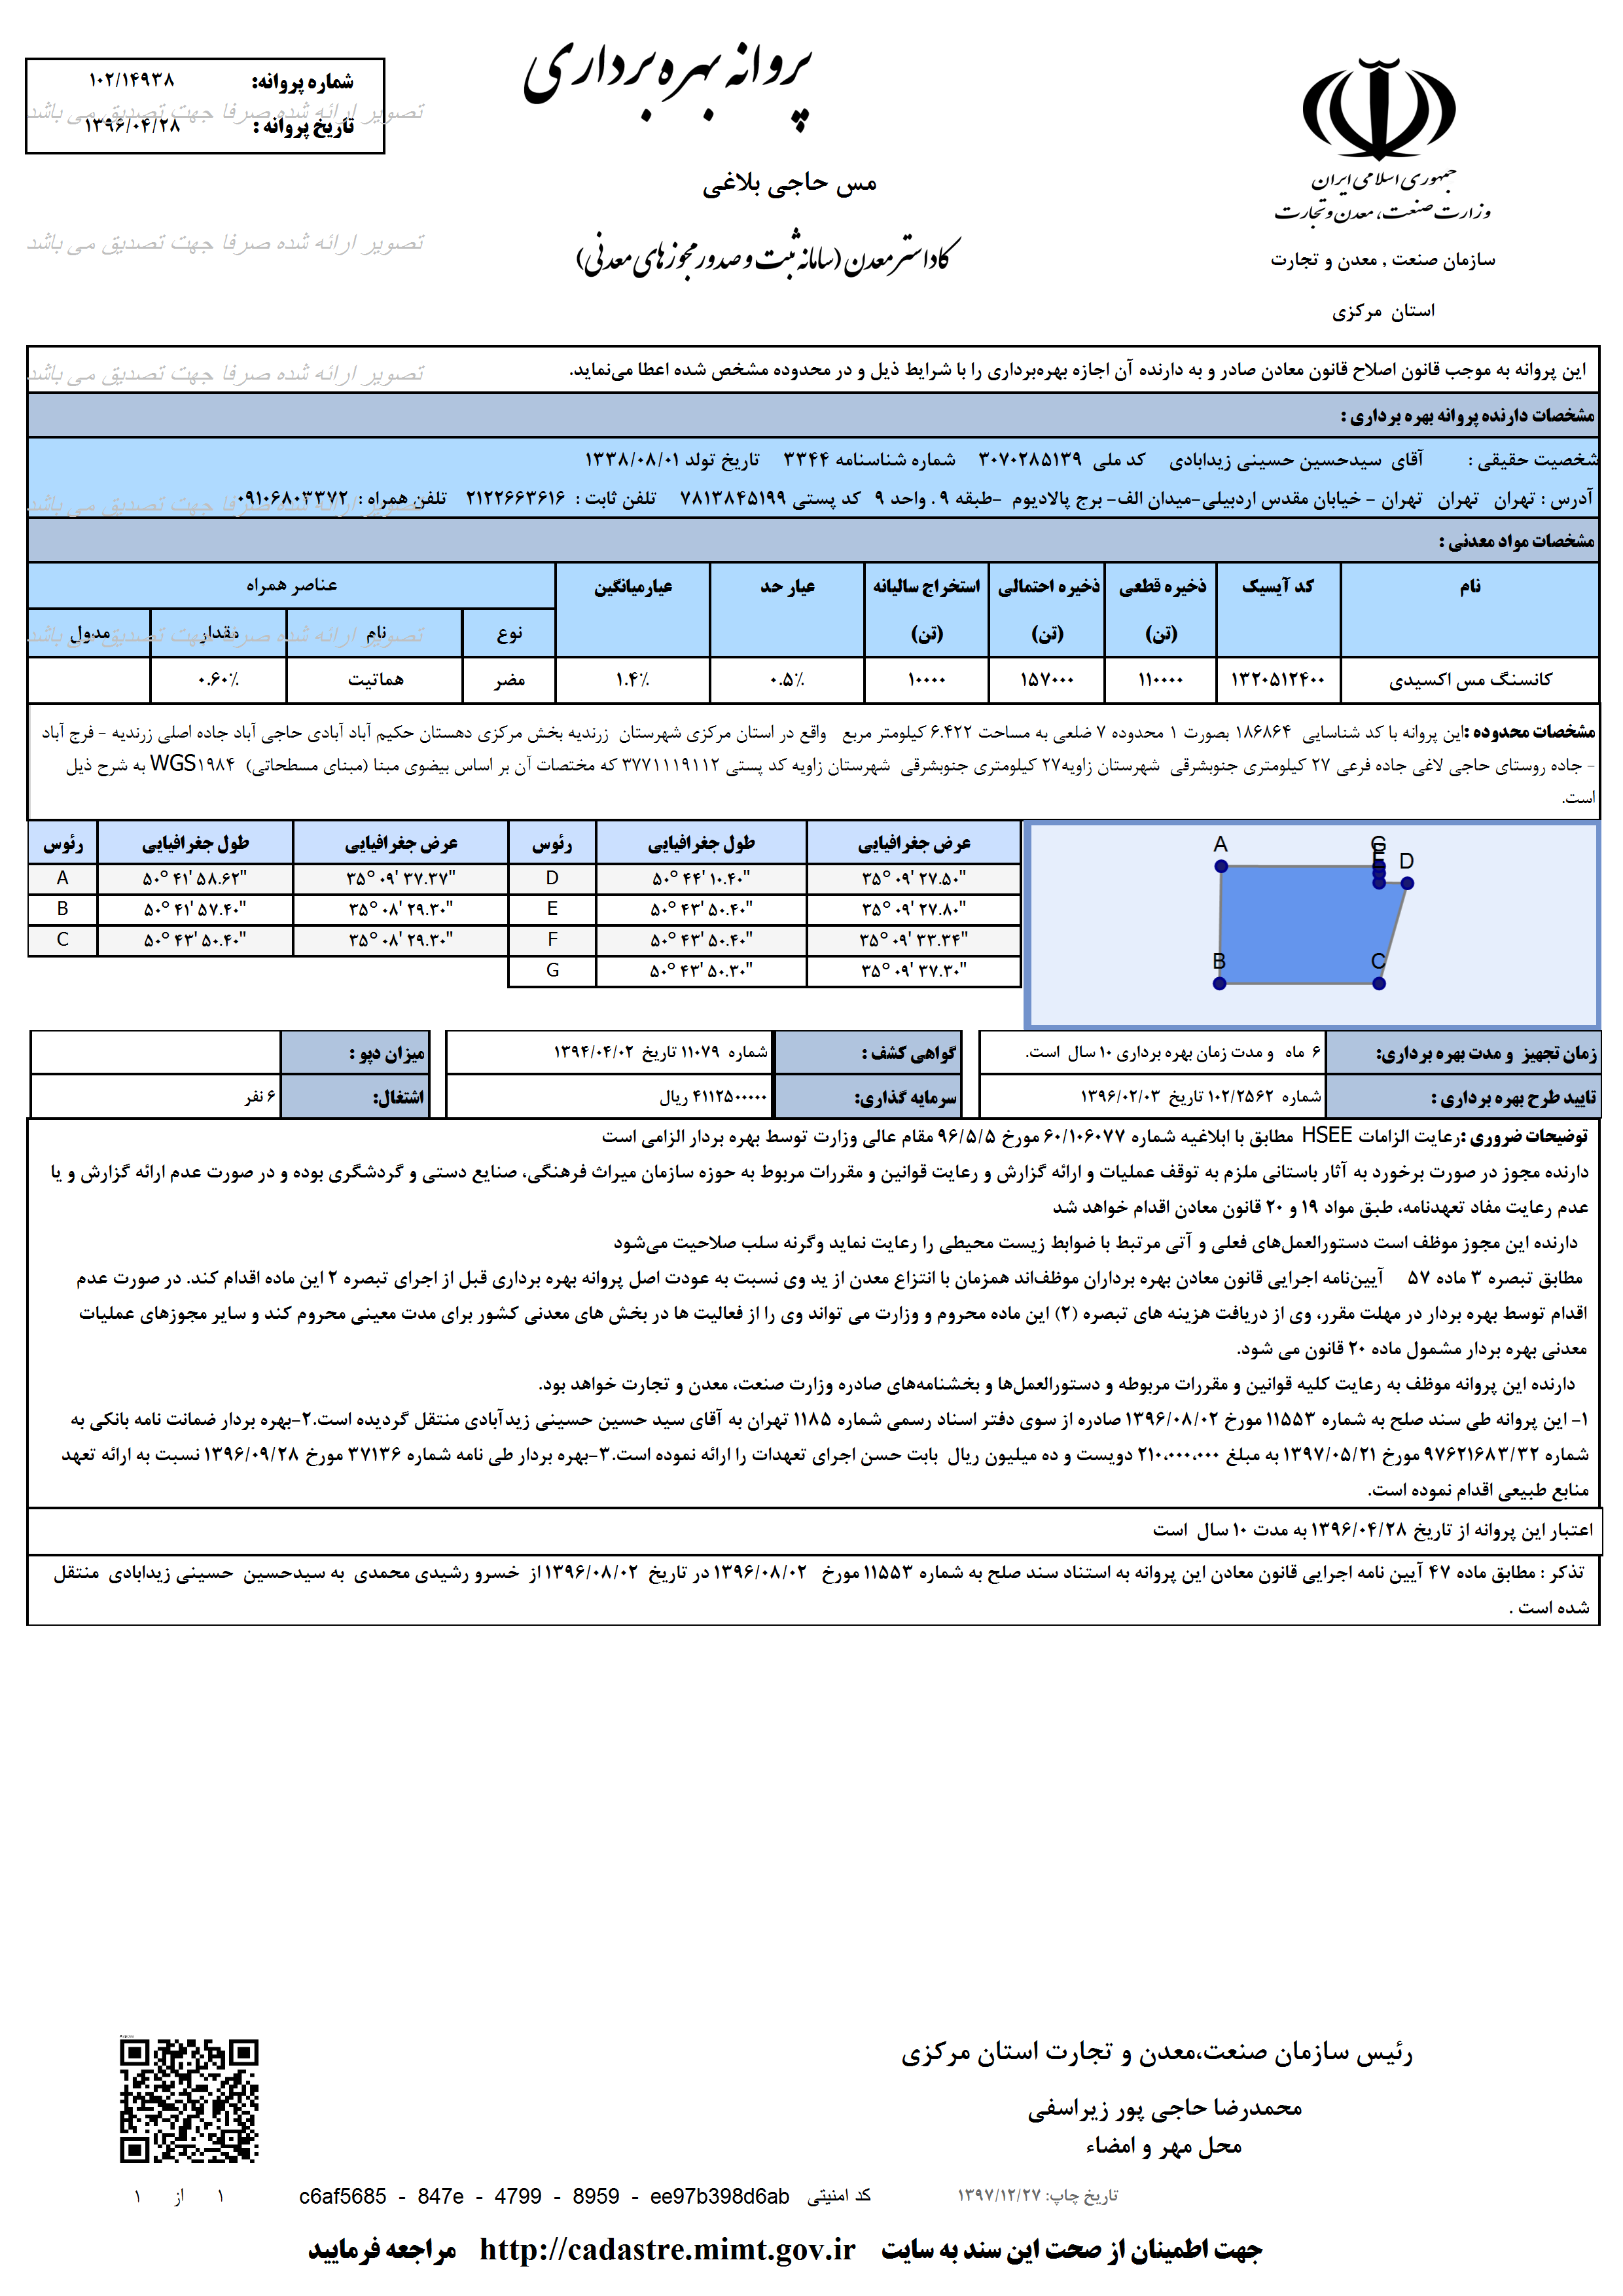 جمهوری اسلامی ایران
وزارت صنعت، معدن و تجارت
سازمان صنعت , معدن و تجارت
استان مرکزی
پروانه بهره برداری
مس حاجی بلاغی
کاداستر معدن (سامانه ثبت و صدور مجوزهای معدنی)
شماره پروانه: ۱۰۲/۱۴۹۳۸
تاریخ پروانه : ۱۳۹۶/۰۴/۲۸
تصویر ارائه شده صرفا جهت تصدیق می باشد
تصویر ارائه شده صرفا جهت تصدیق می باشد
تصویر ارائه شده صرفا جهت تصدیق می باشد
تصویر ارائه شده صرفا جهت تصدیق می باشد
تصویر ارائه شده صرفا جهت تصدیق می باشد
این پروانه به موجب قانون اصلاح قانون معادن صادر و به دارنده آن اجازه بهره‌برداری را با شرایط ذیل و در محدوده مشخص شده اعطا می‌نماید.
مشخصات دارنده پروانه بهره برداری :
شخصیت حقیقی : آقای سیدحسین حسینی زیدابادی کد ملی ۳۰۷۰۲۸۵۱۳۹ شماره شناسنامه ۳۳۴۴ تاریخ تولد ۱۳۳۸/۰۸/۰۱
آدرس : تهران تهران تهران - خیابان مقدس اردبیلی-میدان الف- برج پالادیوم -طبقه ۹ . واحد ۹ کد پستی ۷۸۱۳۸۴۵۱۹۹ تلفن ثابت : ۲۱۲۲۶۶۳۶۱۶ تلفن همراه : ۰۹۱۰۶۸۰۳۳۷۲
مشخصات مواد معدنی :
نام کد آیسیک ذخیره قطعی (تن) ذخیره احتمالی (تن) استخراج سالیانه (تن) عیار حد عیارمیانگین عناصر همراه
نوع نام مقدار مدول
کانسنگ مس اکسیدی ۱۳۲۰۵۱۲۴۰۰ ۱۱۰۰۰۰ ۱۵۷۰۰۰ ۱۰۰۰۰ ۰.۵% ۱.۴% مضر هماتیت ۰.۶۰%
مشخصات محدوده :این پروانه با کد شناسایی ۱۸۶۸۶۴ بصورت ۱ محدوده ۷ ضلعی به مساحت ۶.۴۲۲ کیلومتر مربع واقع در استان مرکزی شهرستان زرندیه بخش مرکزی دهستان حکیم آباد آبادی حاجی آباد جاده اصلی زرندیه - فرج آباد
- جاده روستای حاجی لاغی جاده فرعی ۲۷ کیلومتری جنوبشرقی شهرستان زاویه۲۷ کیلومتری جنوبشرقی شهرستان زاویه کد پستی ۳۷۷۱۱۱۹۱۱۲ که مختصات آن بر اساس بیضوی مبنا (مبنای مسطحاتی) WGS۱۹۸۴ به شرح ذیل
است.
رئوس طول جغرافیایی عرض جغرافیایی رئوس طول جغرافیایی عرض جغرافیایی
A ۵۰° ۴۱' ۵۸.۶۲" ۳۵° ۰۹' ۳۷.۳۷" D ۵۰° ۴۴' ۱۰.۴۰" ۳۵° ۰۹' ۲۷.۵۰"
B ۵۰° ۴۱' ۵۷.۴۰" ۳۵° ۰۸' ۲۹.۳۰" E ۵۰° ۴۳' ۵۰.۴۰" ۳۵° ۰۹' ۲۷.۸۰"
C ۵۰° ۴۳' ۵۰.۴۰" ۳۵° ۰۸' ۲۹.۳۰" F ۵۰° ۴۳' ۵۰.۴۰" ۳۵° ۰۹' ۳۳.۳۴"
G ۵۰° ۴۳' ۵۰.۳۰" ۳۵° ۰۹' ۳۷.۳۰"
A G D
B C
زمان تجهیز و مدت بهره برداری: ۶ ماه و مدت زمان بهره برداری ۱۰ سال است. گواهی کشف : شماره ۱۱۰۷۹ تاریخ ۱۳۹۴/۰۴/۰۲ میزان دپو :
تایید طرح بهره برداری : شماره ۱۰۲/۲۵۶۲ تاریخ ۱۳۹۶/۰۲/۰۳ سرمایه گذاری: ۴۱۱۲۵۰۰۰۰۰ ریال اشتغال: ۶ نفر
توضیحات ضروری :رعایت الزامات HSEE مطابق با ابلاغیه شماره ۶۰/۱۰۶۰۷۷ مورخ ۹۶/۵/۵ مقام عالی وزارت توسط بهره بردار الزامی است
دارنده مجوز در صورت برخورد به آثار باستانی ملزم به توقف عملیات و ارائه گزارش و رعایت قوانین و مقررات مربوط به حوزه سازمان میراث فرهنگی، صنایع دستی و گردشگری بوده و در صورت عدم ارائه گزارش و یا
عدم رعایت مفاد تعهدنامه، طبق مواد ۱۹ و ۲۰ قانون معادن اقدام خواهد شد
دارنده این مجوز موظف است دستورالعمل‌های فعلی و آتی مرتبط با ضوابط زیست محیطی را رعایت نماید وگرنه سلب صلاحیت می‌شود
مطابق تبصره ۳ ماده ۵۷ آیین‌نامه اجرایی قانون معادن بهره برداران موظف‌اند همزمان با انتزاع معدن از ید وی نسبت به عودت اصل پروانه بهره برداری قبل از اجرای تبصره ۲ این ماده اقدام کند. در صورت عدم
اقدام توسط بهره بردار در مهلت مقرر، وی از دریافت هزینه های تبصره (۲) این ماده محروم و وزارت می تواند وی را از فعالیت ها در بخش های معدنی کشور برای مدت معینی محروم کند و سایر مجوزهای عملیات
معدنی بهره بردار مشمول ماده ۲۰ قانون می شود.
دارنده این پروانه موظف به رعایت کلیه قوانین و مقررات مربوطه و دستورالعمل‌ها و بخشنامه‌های صادره وزارت صنعت، معدن و تجارت خواهد بود.
۱- این پروانه طی سند صلح به شماره ۱۱۵۵۳ مورخ ۱۳۹۶/۰۸/۰۲ صادره از سوی دفتر اسناد رسمی شماره ۱۱۸۵ تهران به آقای سید حسین حسینی زیدآبادی منتقل گردیده است.۲-بهره بردار ضمانت نامه بانکی به
شماره ۹۷۶۲۱۶۸۳/۳۲ مورخ ۱۳۹۷/۰۵/۲۱ به مبلغ ۲۱۰,۰۰۰,۰۰۰ دویست و ده میلیون ریال بابت حسن اجرای تعهدات را ارائه نموده است.۳-بهره بردار طی نامه شماره ۳۷۱۳۶ مورخ ۱۳۹۶/۰۹/۲۸ نسبت به ارائه تعهد
منابع طبیعی اقدام نموده است.
اعتبار این پروانه از تاریخ ۱۳۹۶/۰۴/۲۸ به مدت ۱۰ سال است
تذکر : مطابق ماده ۴۷ آیین نامه اجرایی قانون معادن این پروانه به استناد سند صلح به شماره ۱۱۵۵۳ مورخ ۱۳۹۶/۰۸/۰۲ در تاریخ ۱۳۹۶/۰۸/۰۲ از خسرو رشیدی محمدی به سیدحسین حسینی زیدابادی منتقل
شده است .
رئیس سازمان صنعت،معدن و تجارت استان مرکزی
محمدرضا حاجی پور زیراسفی
محل مهر و امضاء
تاریخ چاپ: ۱۳۹۷/۱۲/۲۷ کد امنیتی c6af5685 - 847e - 4799 - 8959 - ee97b398d6ab ۱ از ۱
جهت اطمینان از صحت این سند به سایت http://cadastre.mimt.gov.ir مراجعه فرمایید